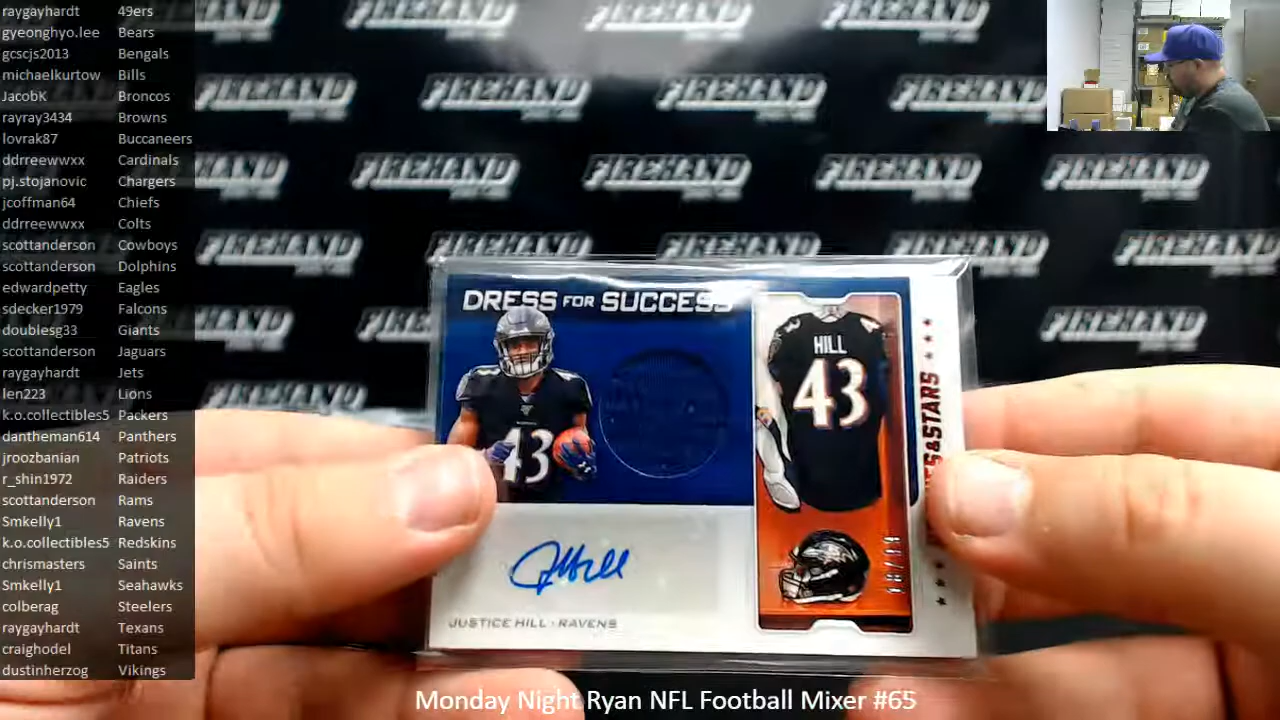 raygayhardt 49ers
gyeonghyo.lee Bears
gcscjs2013 Bengals
michaelkurtow Bills
JacobK Broncos
rayray3434 Browns
lovrak87 Buccaneers
ddrreewwxx Cardinals
pj.stojanovic Chargers
jcoffman64 Chiefs
ddrreewwxx Colts
scottanderson Cowboys
scottanderson Dolphins
edwardpetty Eagles
sdecker1979 Falcons
doublesg33 Giants
scottanderson Jaguars
raygayhardt Jets
len223 Lions
k.o.collectibles5 Packers
dantheman614 Panthers
jroozbanian Patriots
r_shin1972 Raiders
scottanderson Rams
Smkelly1 Ravens
k.o.collectibles5 Redskins
chrismasters Saints
Smkelly1 Seahawks
colberag Steelers
raygayhardt Texans
craighodel Titans
dustinherzog Vikings
FIREHAND
DRESS FOR SUCCESS
HILL
43
43
JHill
JUSTICE HILL - RAVENS
&STARS
Monday Night Ryan NFL Football Mixer #65